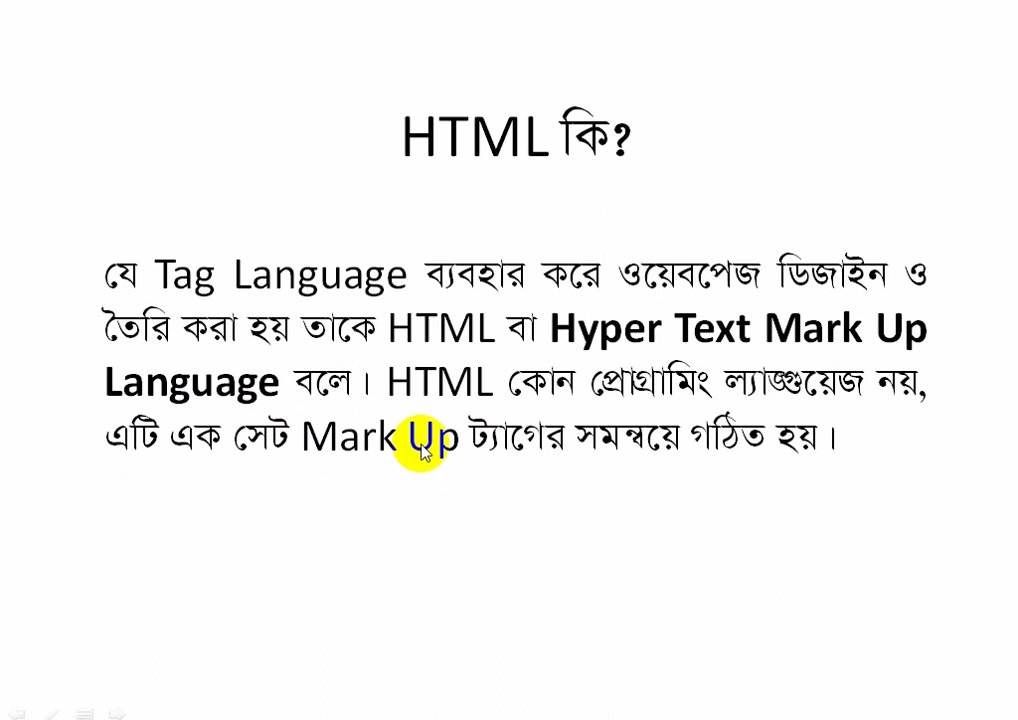 HTML কি?
যে Tag Language ব্যবহার করে ওয়েবপেজ ডিজাইন ও
তৈরি করা হয় তাকে HTML বা Hyper Text Mark Up
Language বলে। HTML কোন প্রোগ্রামিং ল্যাঙ্গুয়েজ নয়,
এটি এক সেট Mark Up ট্যাগের সমন্বয়ে গঠিত হয়।